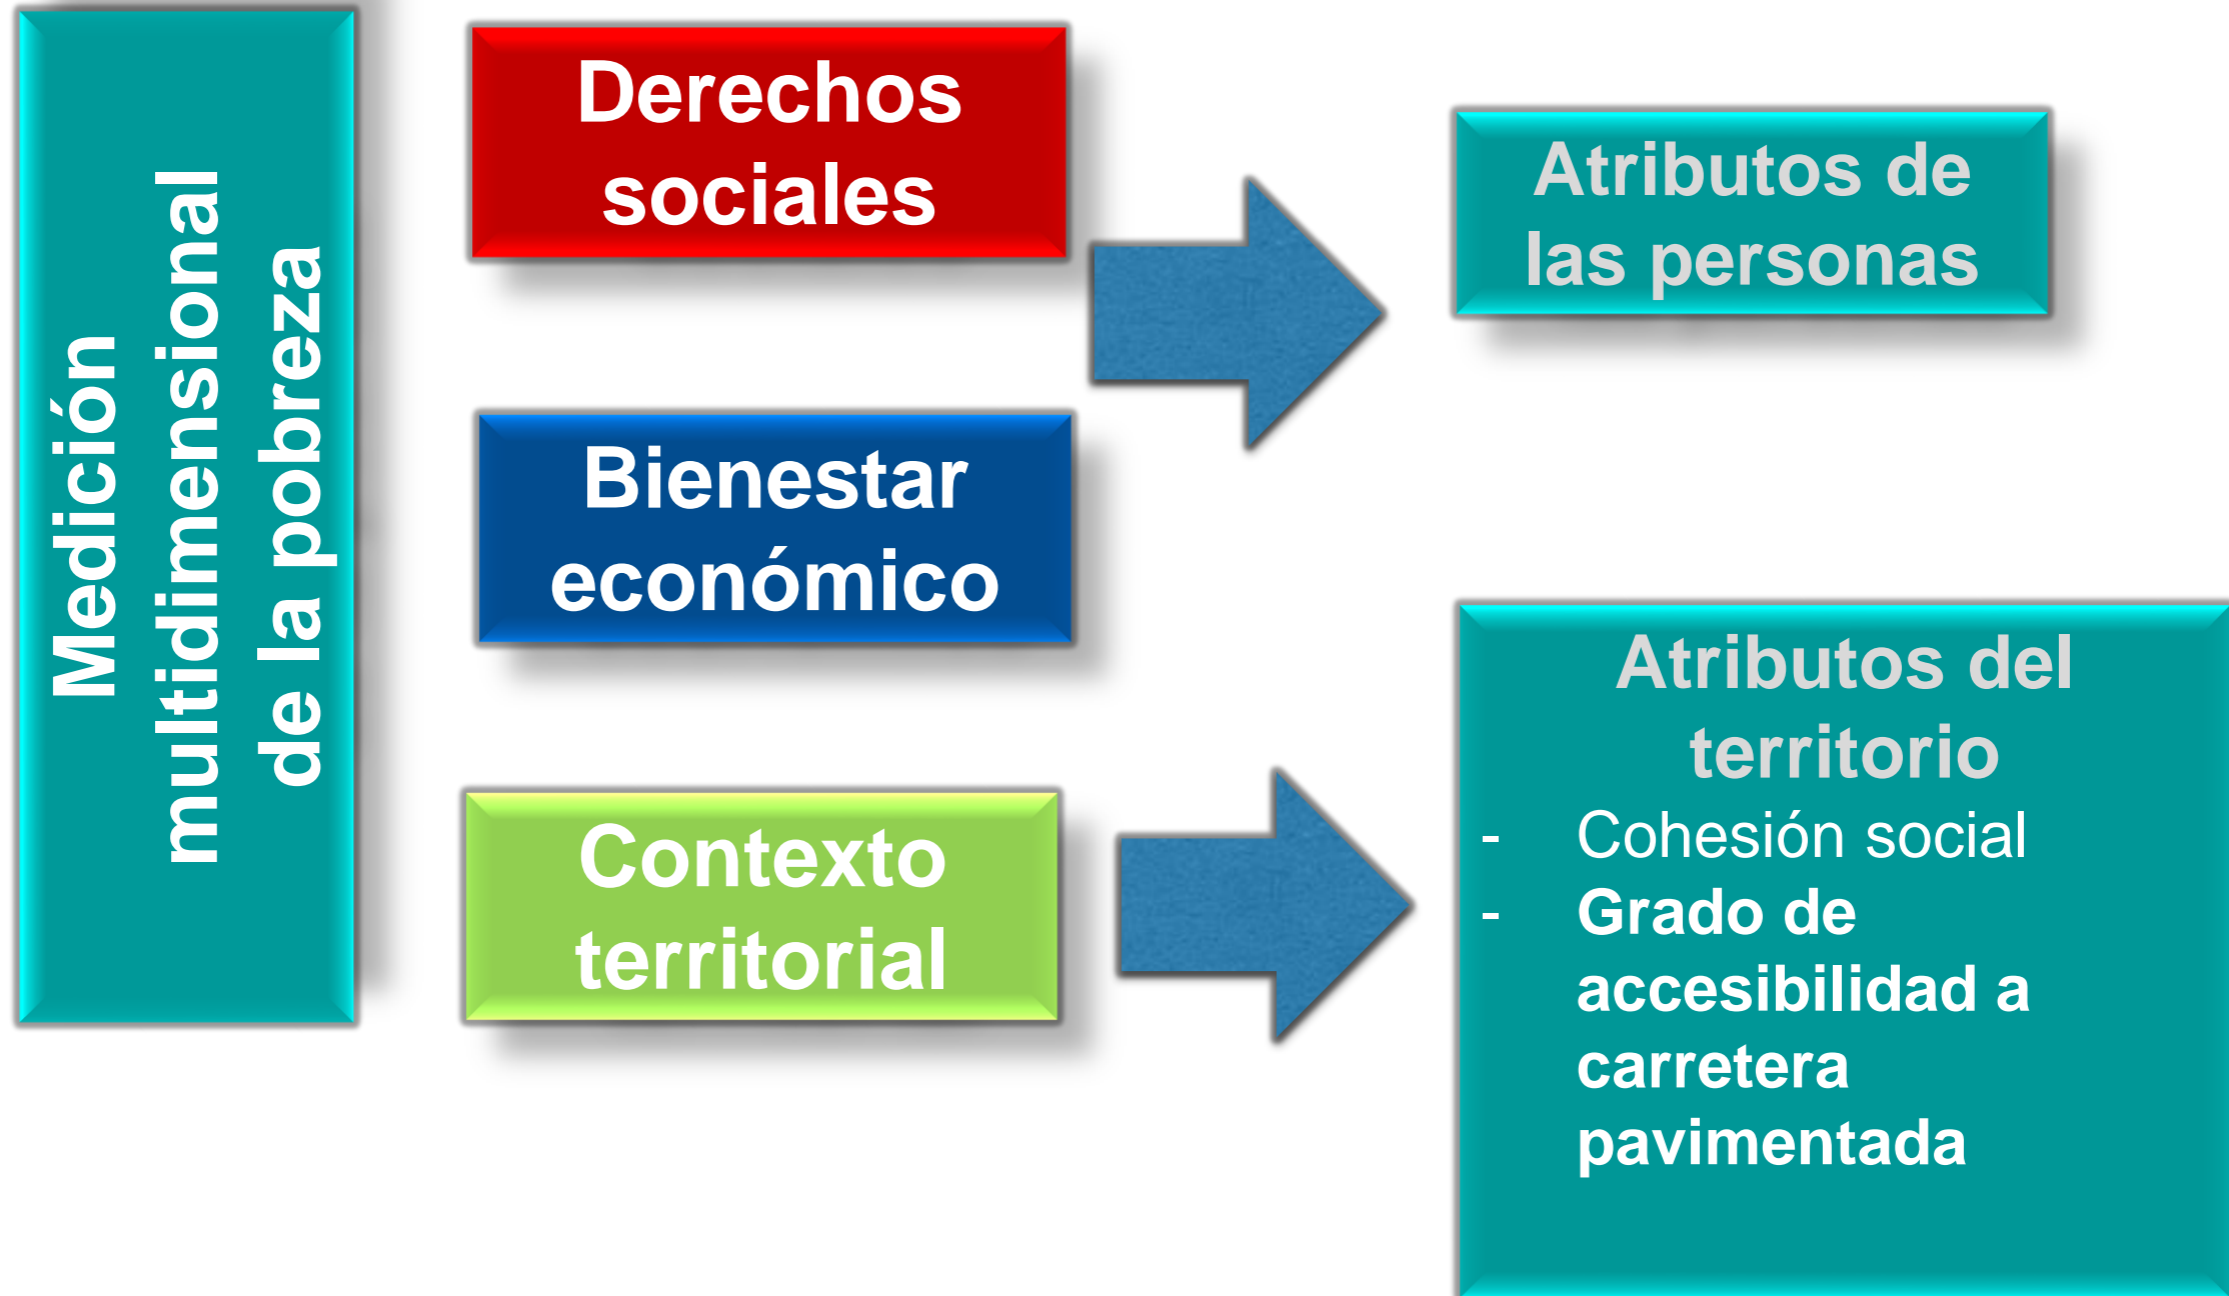 Medición
multidimensional
de la pobreza
Derechos
sociales
Bienestar
económico
Contexto
territorial
Atributos de
las personas
Atributos del
territorio
- Cohesión social
- Grado de
accesibilidad a
carretera
pavimentada